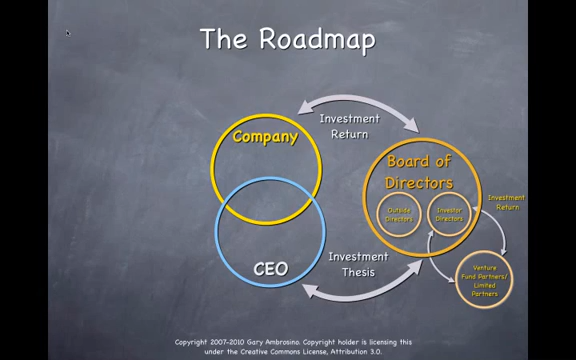 The Roadmap
Investment
Return
Company
Board of
Directors
Outside
Directors
Investor
Directors
Investment
Return
CEO
Investment
Thesis
Venture
Fund Partners/
Limited
Partners
Copyright 2007-2010 Gary Ambrosino. Copyright holder is licensing this
under the Creative Commons License, Attribution 3.0.